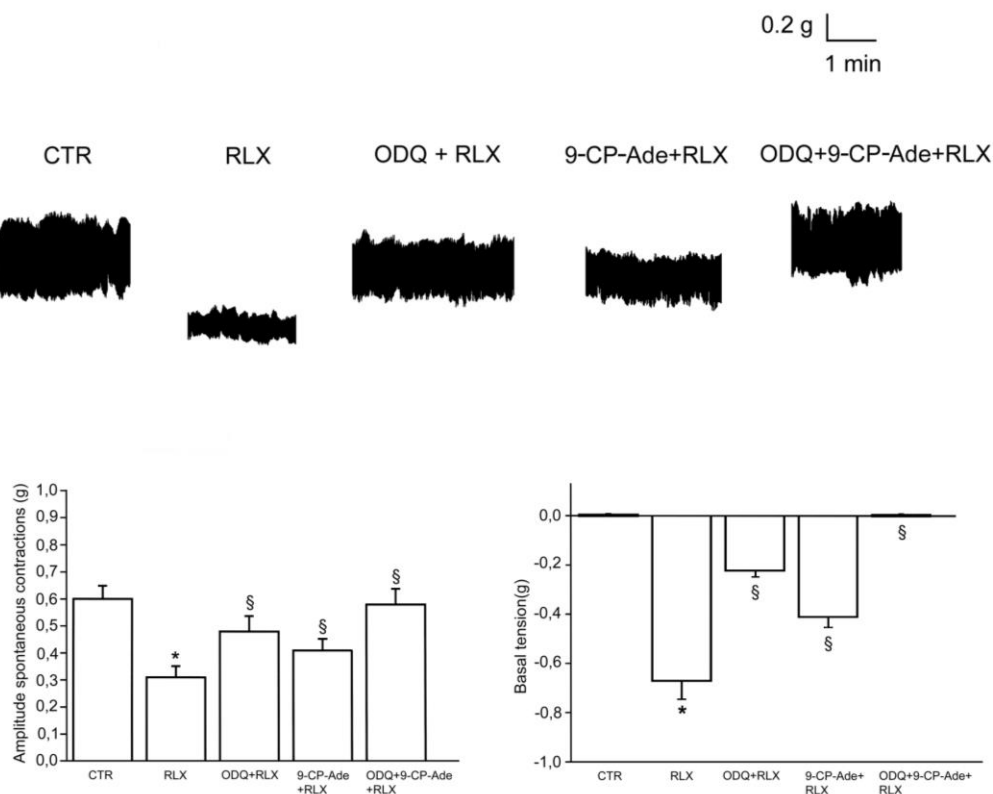 0.2 g
1 min
CTR RLX ODQ + RLX 9-CP-Ade+RLX ODQ+9-CP-Ade+RLX
Amplitude spontaneous contractions (g)
1,0
0,9
0,8
0,7
0,6
0,5
0,4
0,3
0,2
0,1
0,0
*
§
§
§
CTR RLX ODQ+RLX 9-CP-Ade ODQ+9-CP-Ade
+RLX +RLX
Basal tension(g)
0,0
-0,2
-0,4
-0,6
-0,8
-1,0
*
§
§
§
CTR RLX ODQ+RLX 9-CP-Ade+ ODQ+9-CP-Ade+
RLX RLX